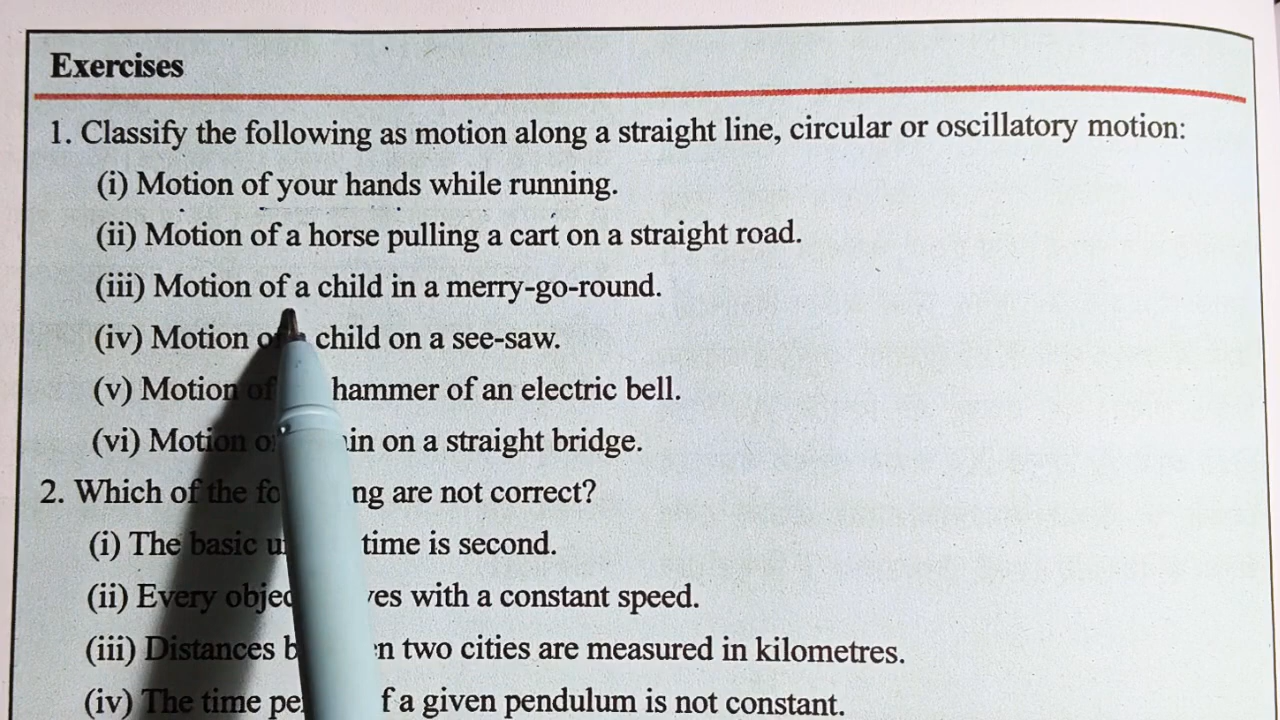 Exercises
1. Classify the following as motion along a straight line, circular or oscillatory motion:
(i) Motion of your hands while running.
(ii) Motion of a horse pulling a cart on a straight road.
(iii) Motion of a child in a merry-go-round.
(iv) Motion child on a see-saw.
(v) Motion of hammer of an electric bell.
(vi) Motion on a straight bridge.
2. Which of the are not correct?
(i) The basic time is second.
(ii) Every with a constant speed.
(iii) Distances two cities are measured in kilometres.
(iv) The time a given pendulum is not constant.